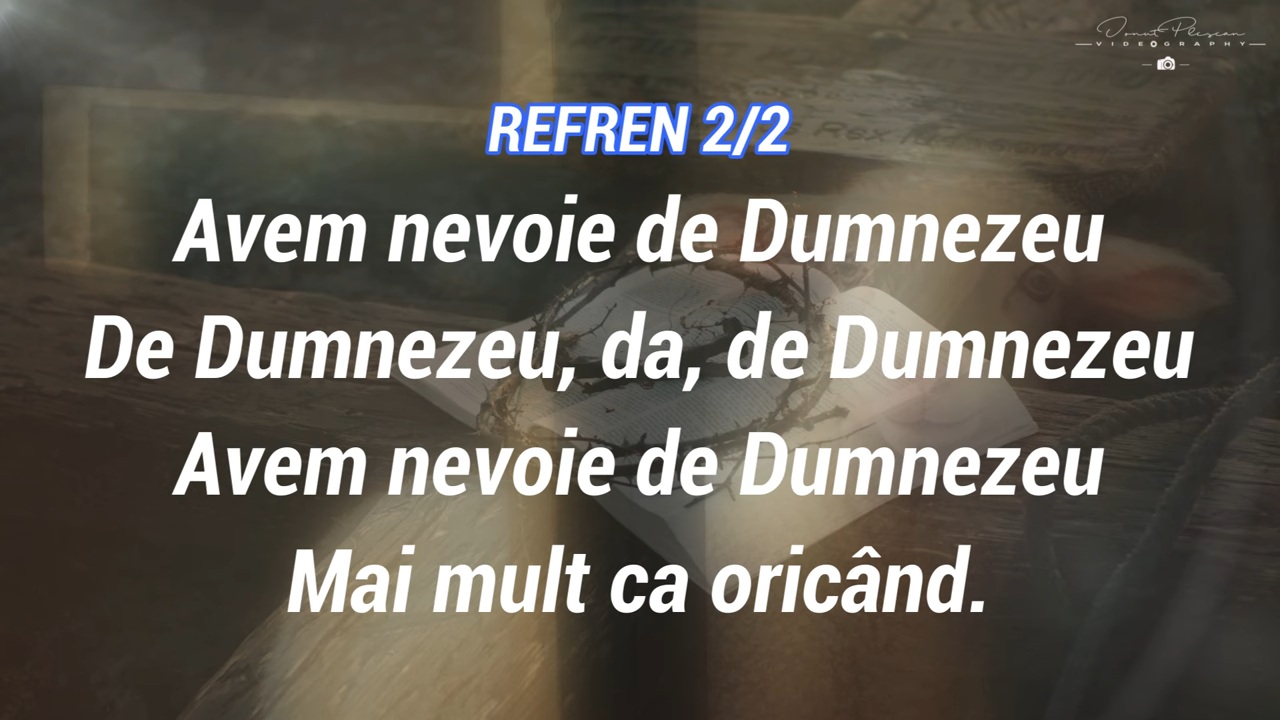 VIDEOGRAPHY
REFREN 2/2
Avem nevoie de Dumnezeu
De Dumnezeu, da, de Dumnezeu
Avem nevoie de Dumnezeu
Mai mult ca oricând.